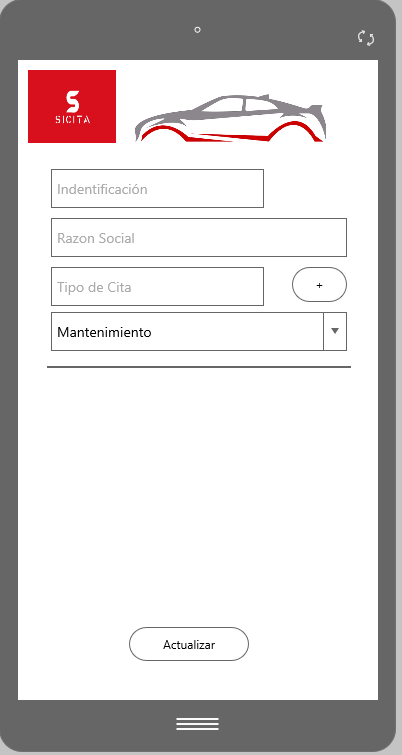 SICITA
Indentificación
Razon Social
Tipo de Cita
+
Mantenimiento
Actualizar